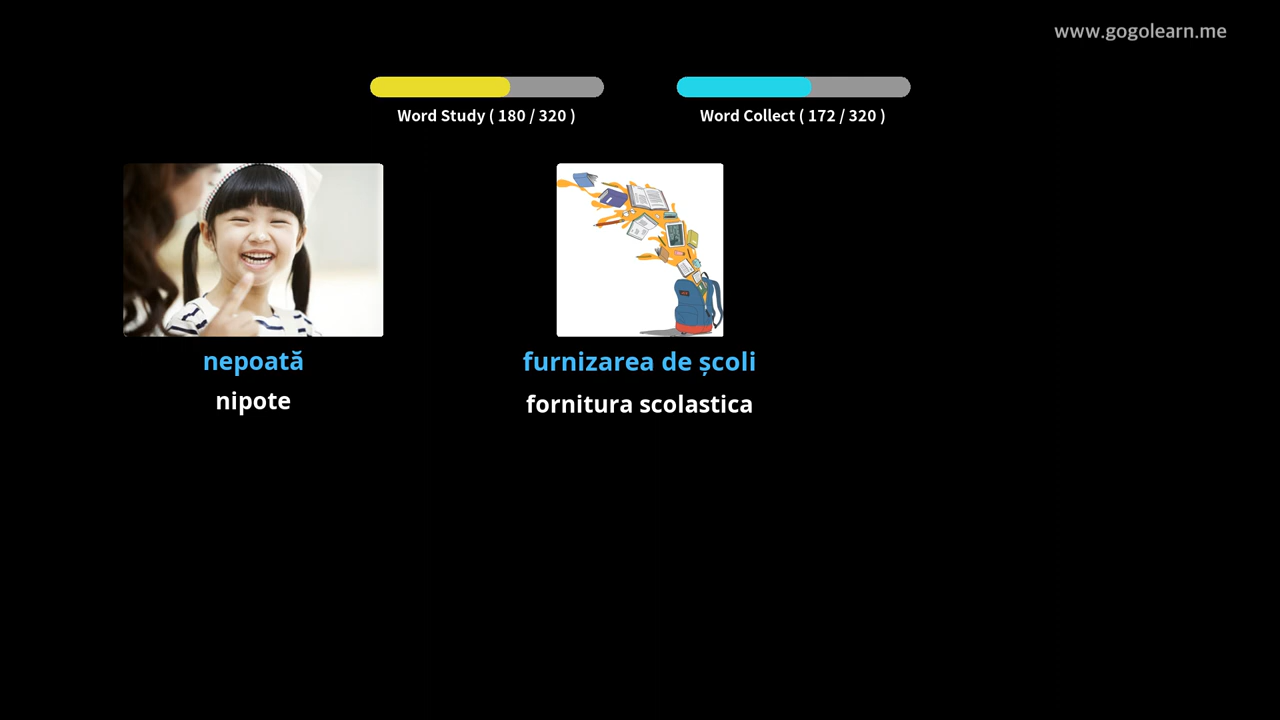 www.gogolearn.me
Word Study ( 180 / 320 )
Word Collect ( 172 / 320 )
nepoată
nipote
furnizarea de școli
fornitura scolastica